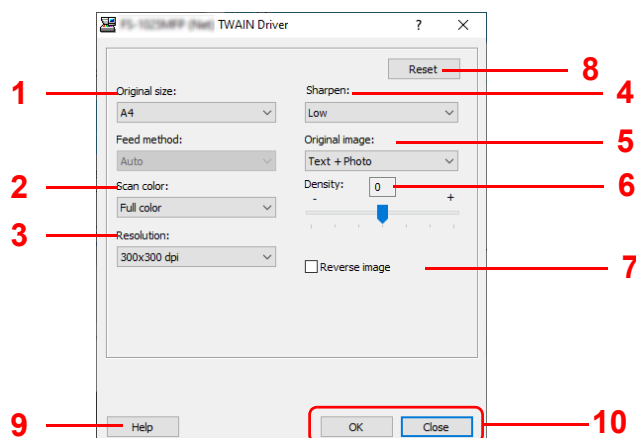 TWAIN Driver ? ×
Reset 8
1 Original size: Sharpen: 4
A4 Low
Feed method: Original image: 5
Auto Text + Photo
2 Scan color: Density: 0 6
Full color - +
3 Resolution:
300x300 dpi Reverse image 7
9 Help OK Close 10